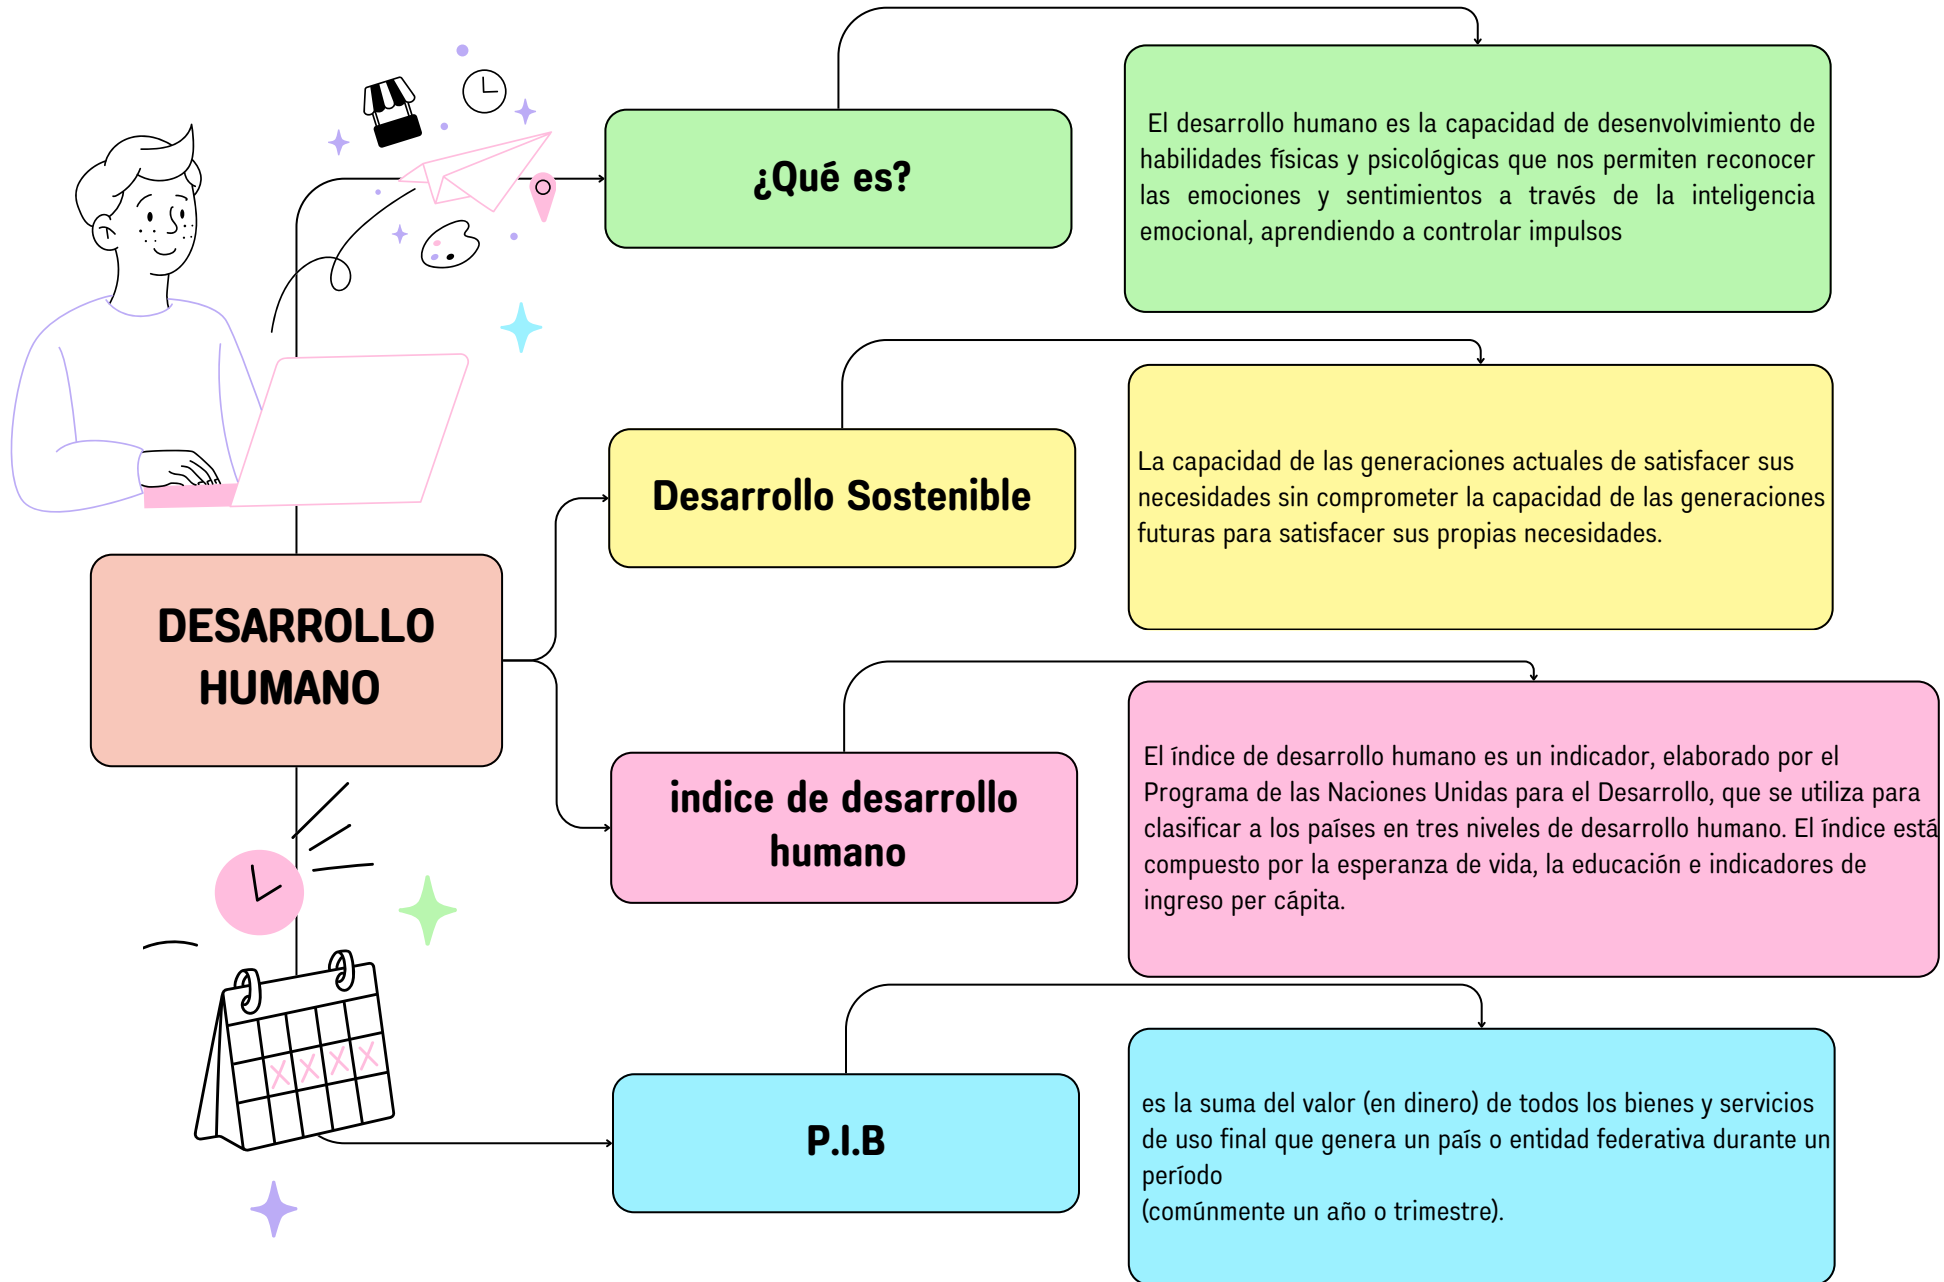 ¿Qué es?
El desarrollo humano es la capacidad de desenvolvimiento de
habilidades físicas y psicológicas que nos permiten reconocer
las emociones y sentimientos a través de la inteligencia
emocional, aprendiendo a controlar impulsos
Desarrollo Sostenible
La capacidad de las generaciones actuales de satisfacer sus
necesidades sin comprometer la capacidad de las generaciones
futuras para satisfacer sus propias necesidades.
DESARROLLO
HUMANO
indice de desarrollo
humano
El índice de desarrollo humano es un indicador, elaborado por el
Programa de las Naciones Unidas para el Desarrollo, que se utiliza para
clasificar a los países en tres niveles de desarrollo humano. El índice está
compuesto por la esperanza de vida, la educación e indicadores de
ingreso per cápita.
P.I.B
es la suma del valor (en dinero) de todos los bienes y servicios
de uso final que genera un país o entidad federativa durante un
período
(comúnmente un año o trimestre).